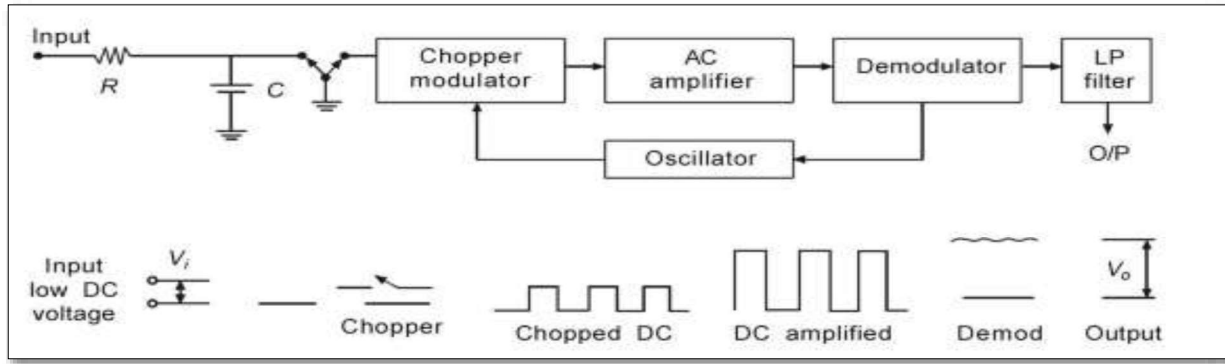 Input
R
C
Chopper
modulator
AC
amplifier
Demodulator
LP
filter
Oscillator
O/P
Input
low DC
voltage
Vi
Chopper
Chopped DC
DC amplified
Demod
Vo
Output